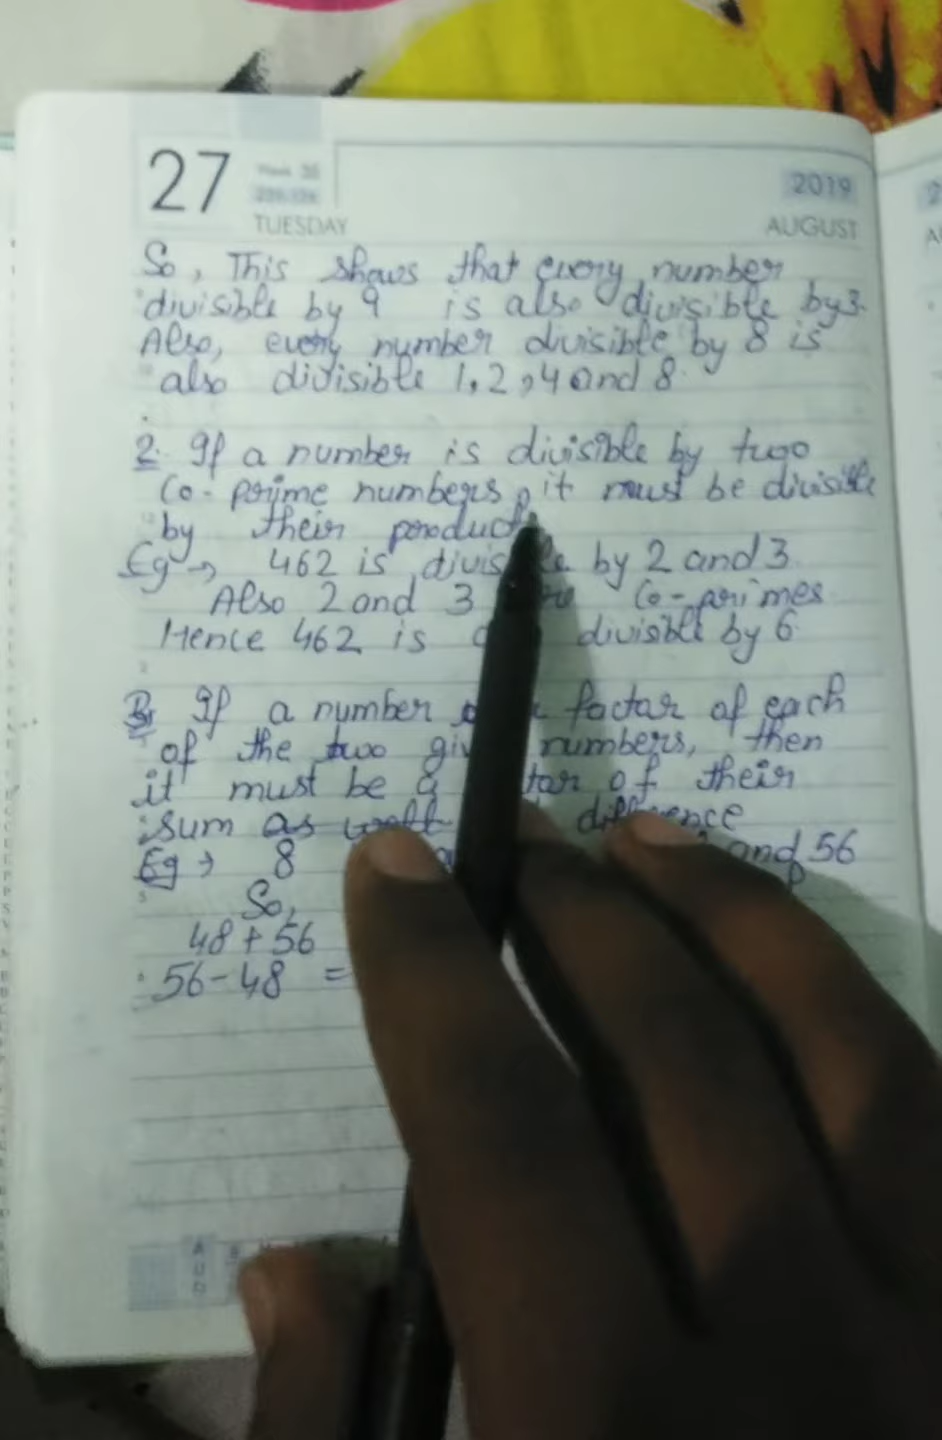 27
TUESDAY
2019
AUGUST
So, This shows that every number
divisible by 9 is also divisible by 3.
Also, every number divisible by 8 is
also divisible 1, 2, 4 and 8.
2. If a number is divisible by two
Co-prime numbers, it must be divisible
by their product
Eg → 462 is by 2 and 3.
Also 2 and 3 Co-primes
Hence 462 is divisible by 6.
3. If a number factor of each
of the two numbers, then
it must be a of their
sum as well difference
Eg → 8 and 56
So,
48 + 56
56 - 48 =